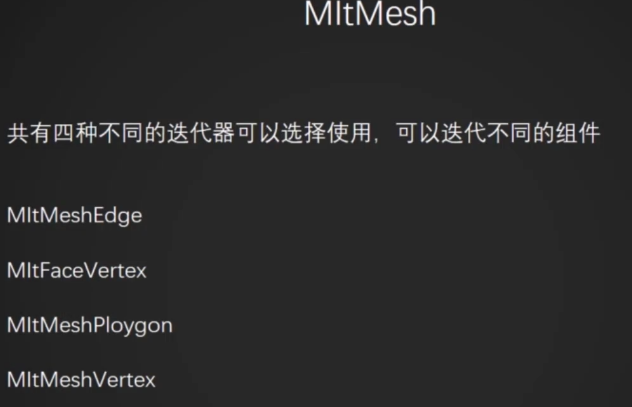 MItMesh
共有四种不同的迭代器可以选择使用，可以迭代不同的组件
MItMeshEdge
MItFaceVertex
MItMeshPloygon
MItMeshVertex